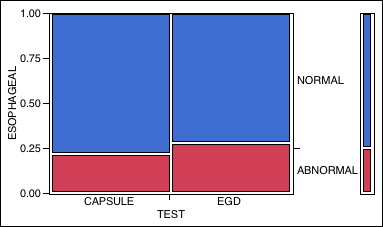 1.00
0.75
0.50
0.25
0.00
ESOPHAGEAL
NORMAL
ABNORMAL
CAPSULE EGD
TEST